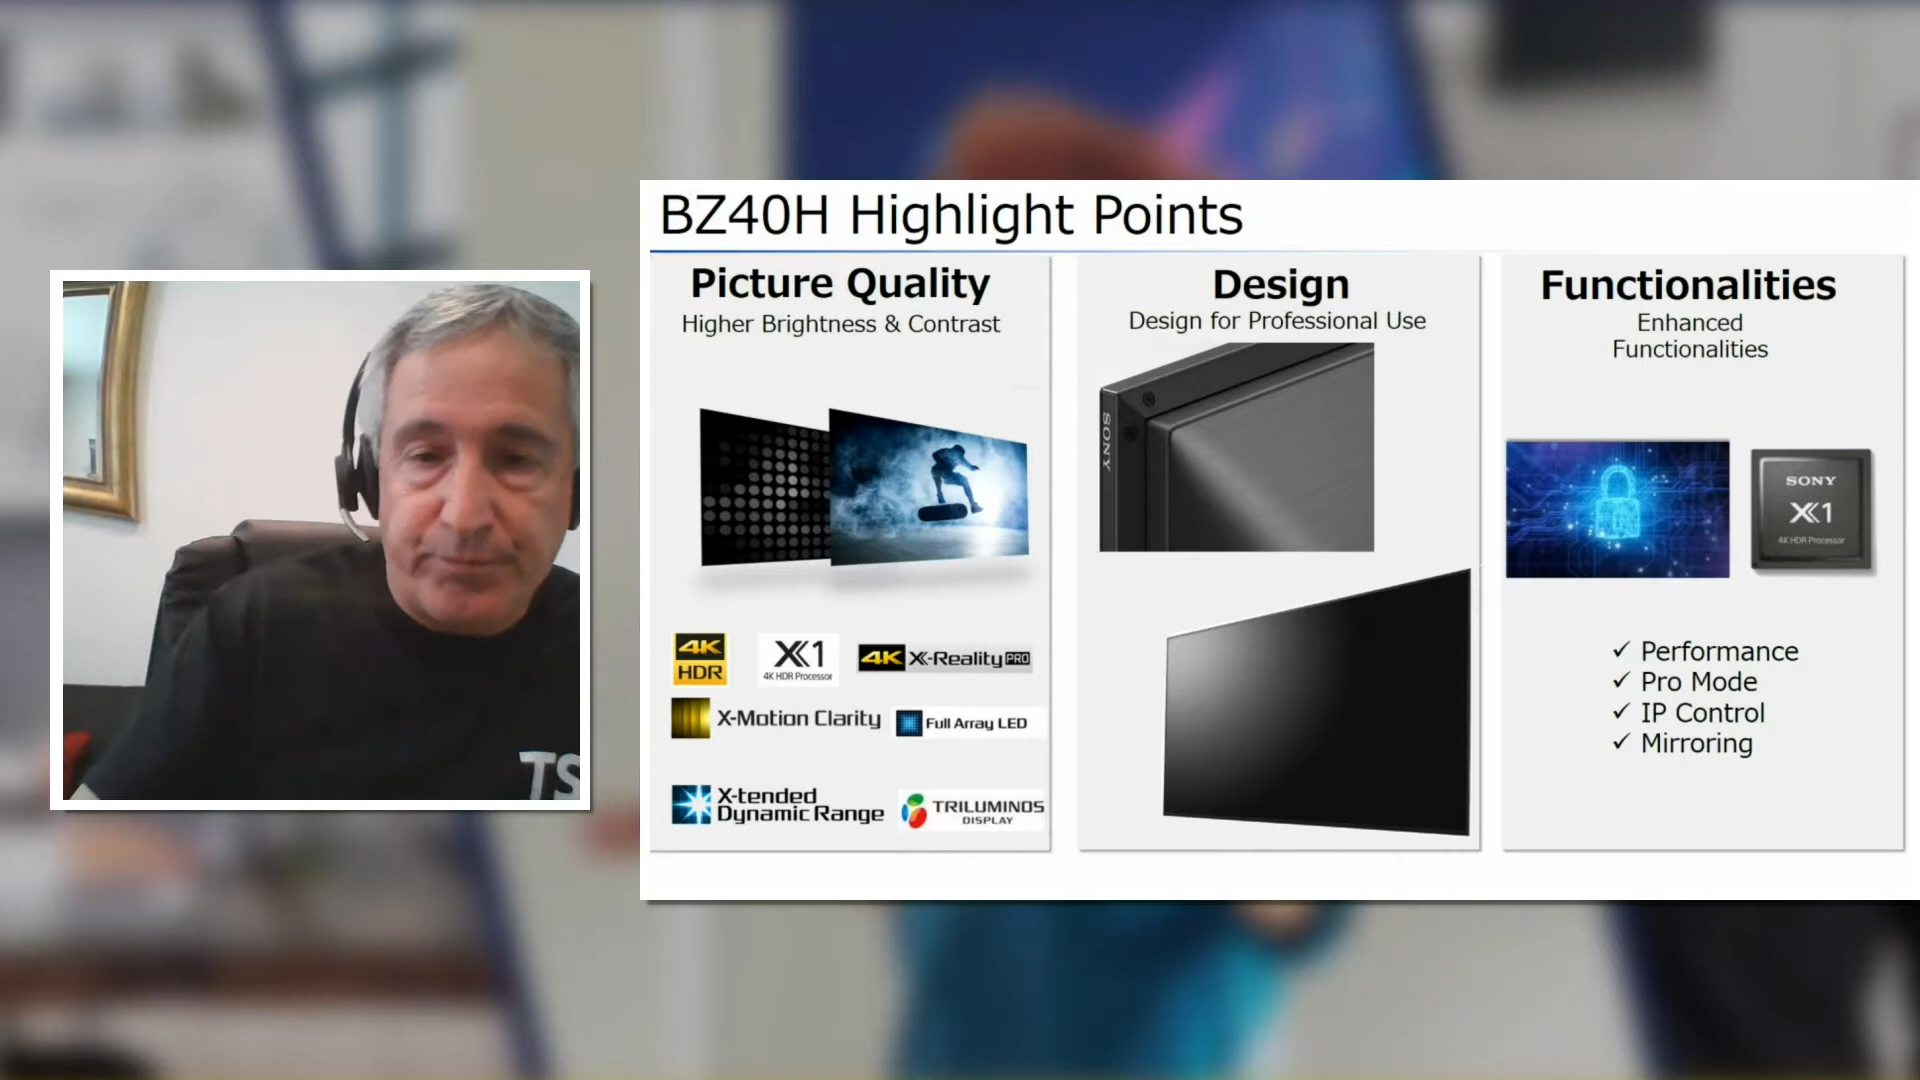 BZ40H Highlight Points
Picture Quality
Higher Brightness & Contrast
4K
HDR
X1
4K HDR Processor
4K X-Reality PRO
X-Motion Clarity
Full Array LED
X-tended
Dynamic Range
TRILUMINOS
DISPLAY
Design
Design for Professional Use
SONY
Functionalities
Enhanced
Functionalities
SONY
X1
4K HDR Processor
✓ Performance
✓ Pro Mode
✓ IP Control
✓ Mirroring
TS